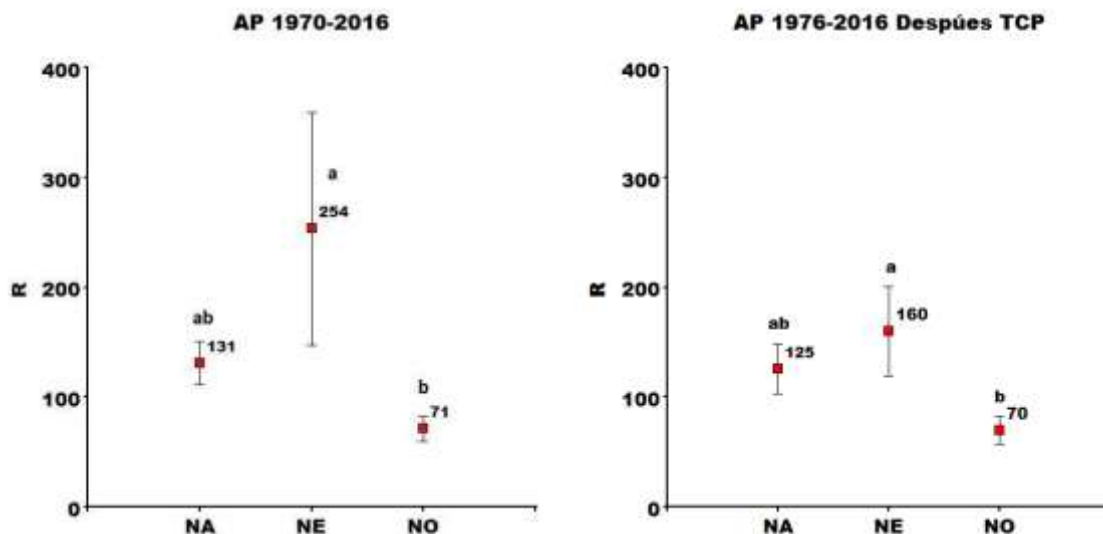 AP 1970-2016
400
300
200
100
0
R
a
254
ab
131
b
71
NA NE NO
AP 1976-2016 Despúes TCP
400
300
200
100
0
R
a
160
ab
125
b
70
NA NE NO